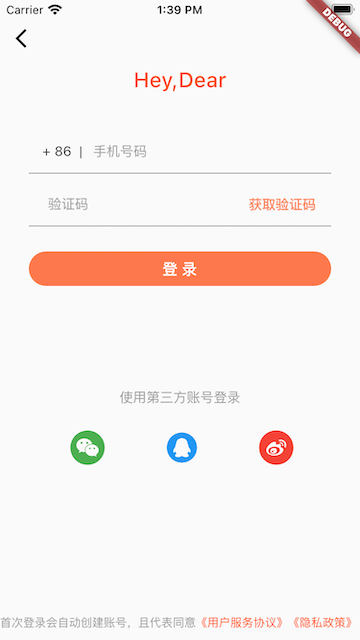 Carrier 1:39 PM
DEBUG
Hey,Dear
+ 86 | 手机号码
验证码 获取验证码
登 录
使用第三方账号登录
首次登录会自动创建账号，且代表同意《用户服务协议》《隐私政策》